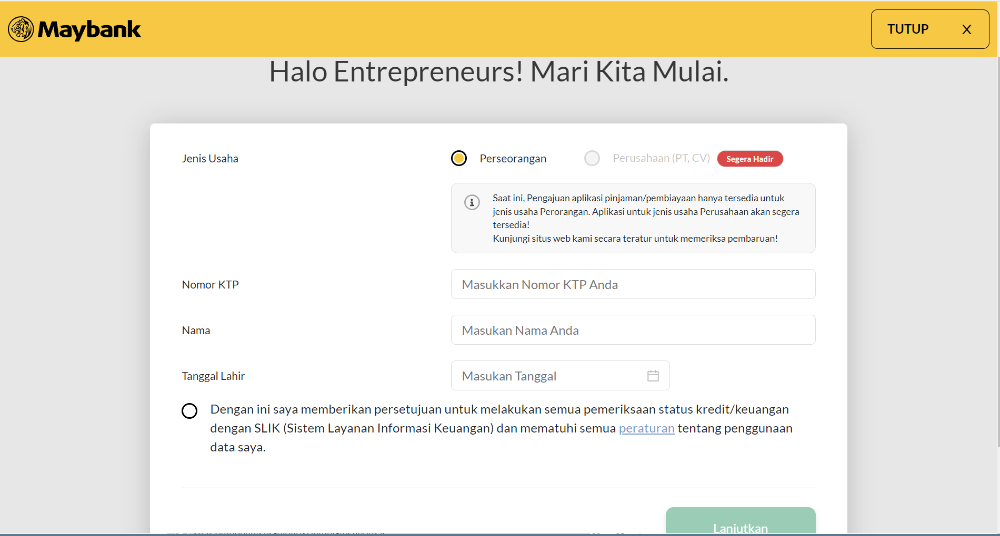 Maybank
TUTUP X
Halo Entrepreneurs! Mari Kita Mulai.
Jenis Usaha
Perseorangan
Perusahaan (PT, CV)
Segera Hadir
Saat ini, Pengajuan aplikasi pinjaman/pembiayaan hanya tersedia untuk
jenis usaha Perorangan. Aplikasi untuk jenis usaha Perusahaan akan segera
tersedia!
Kunjungi situs web kami secara teratur untuk memeriksa pembaruan!
Nomor KTP
Masukkan Nomor KTP Anda
Nama
Masukan Nama Anda
Tanggal Lahir
Masukan Tanggal
Dengan ini saya memberikan persetujuan untuk melakukan semua pemeriksaan status kredit/keuangan
dengan SLIK (Sistem Layanan Informasi Keuangan) dan mematuhi semua peraturan tentang penggunaan
data saya.
Lanjutkan